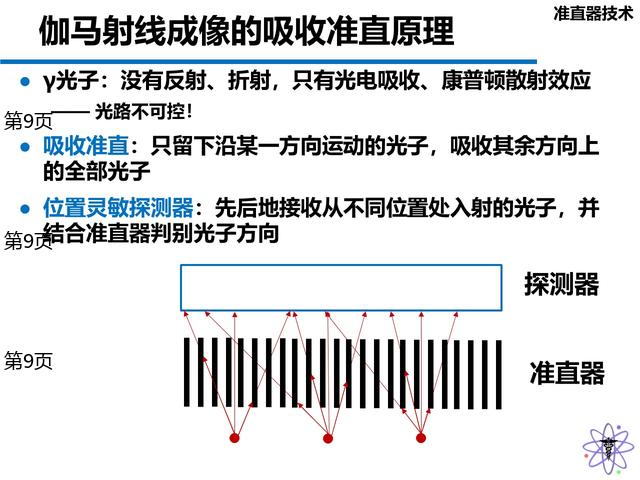 准直器技术
伽马射线成像的吸收准直原理
γ光子：没有反射、折射，只有光电吸收、康普顿散射效应
—— 光路不可控！
第9页
吸收准直：只留下沿某一方向运动的光子，吸收其余方向上
的全部光子
位置灵敏探测器：先后地接收从不同位置处入射的光子，并
第9页
结合准直器判别光子方向
探测器
第9页
准直器